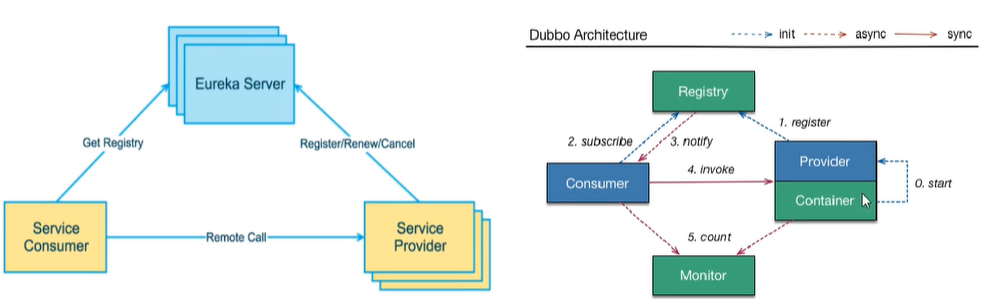 Eureka Server
Get Registry
Register/Renew/Cancel
Service
Consumer
Remote Call
Service
Provider
Dubbo Architecture
init
async
sync
Registry
1. register
2. subscribe
3. notify
Provider
4. invoke
Consumer
Container
0. start
5. count
Monitor